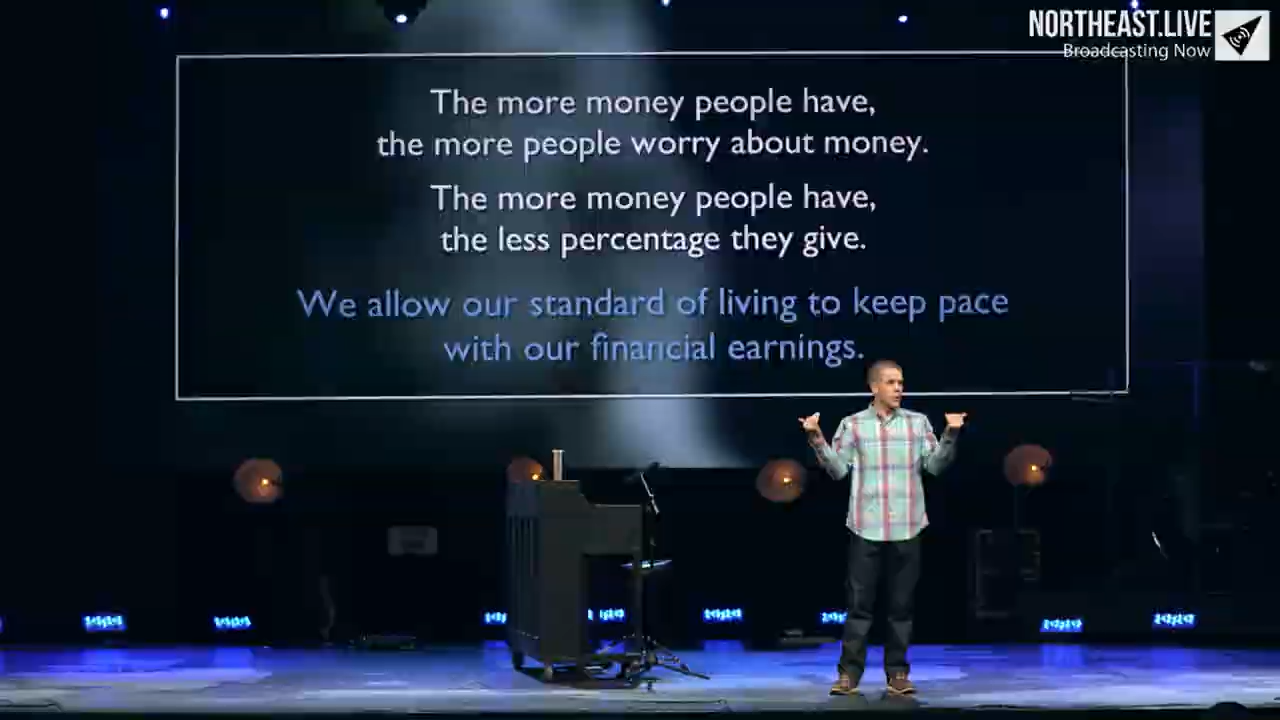 NORTHEAST.LIVE
Broadcasting Now
The more money people have,
the more people worry about money.
The more money people have,
the less percentage they give.
We allow our standard of living to keep pace
with our financial earnings.